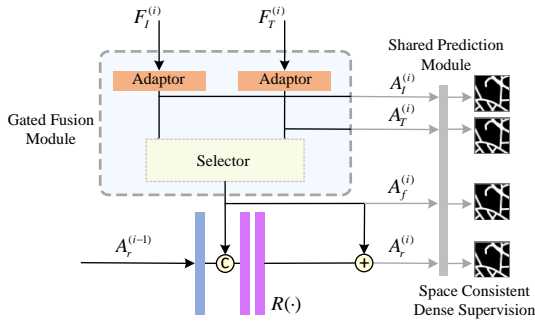 F_I^{(i)} F_T^{(i)}
Shared Prediction
Module
Adaptor Adaptor
A_I^{(i)}
Gated Fusion
Module
A_T^{(i)}
Selector
A_f^{(i)}
A_r^{(i-1)}
C
+
A_r^{(i)}
R(·)
Space Consistent
Dense Supervision